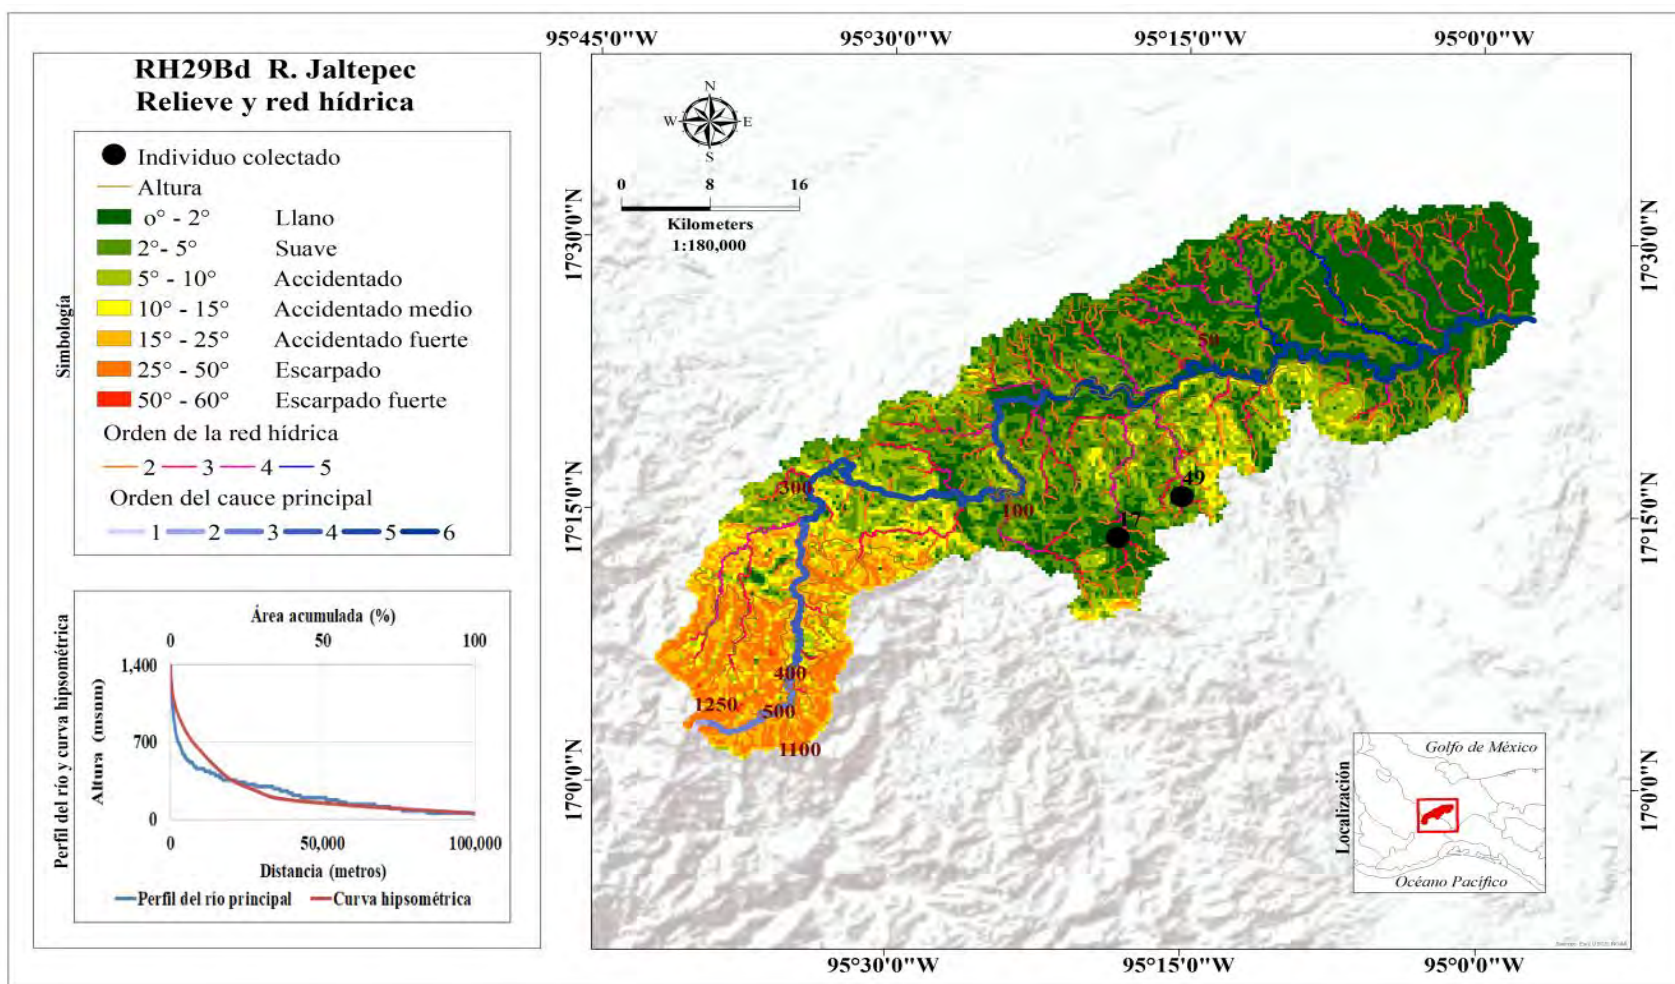 RH29Bd R. Jaltepec
Relieve y red hídrica
Simbología
Individuo colectado
Altura
o° - 2° Llano
2°- 5° Suave
5° - 10° Accidentado
10° - 15° Accidentado medio
15° - 25° Accidentado fuerte
25° - 50° Escarpado
50° - 60° Escarpado fuerte
Orden de la red hídrica
2 3 4 5
Orden del cauce principal
1 2 3 4 5 6
Perfil del río y curva hipsométrica
Área acumulada (%)
0 50 100
Altura (msnm)
1,400
700
0
0 50,000 100,000
Distancia (metros)
Perfil del río principal Curva hipsométrica
95°45'0"W 95°30'0"W 95°15'0"W 95°0'0"W
N
W E
S
0 8 16
Kilometers
1:180,000
17°30'0"N 17°30'0"N
50
49
300
100
17
17°15'0"N 17°15'0"N
400
1250
500
1100
17°0'0"N 17°0'0"N
Localización
Golfo de México
Océano Pacífico
95°30'0"W 95°15'0"W 95°0'0"W